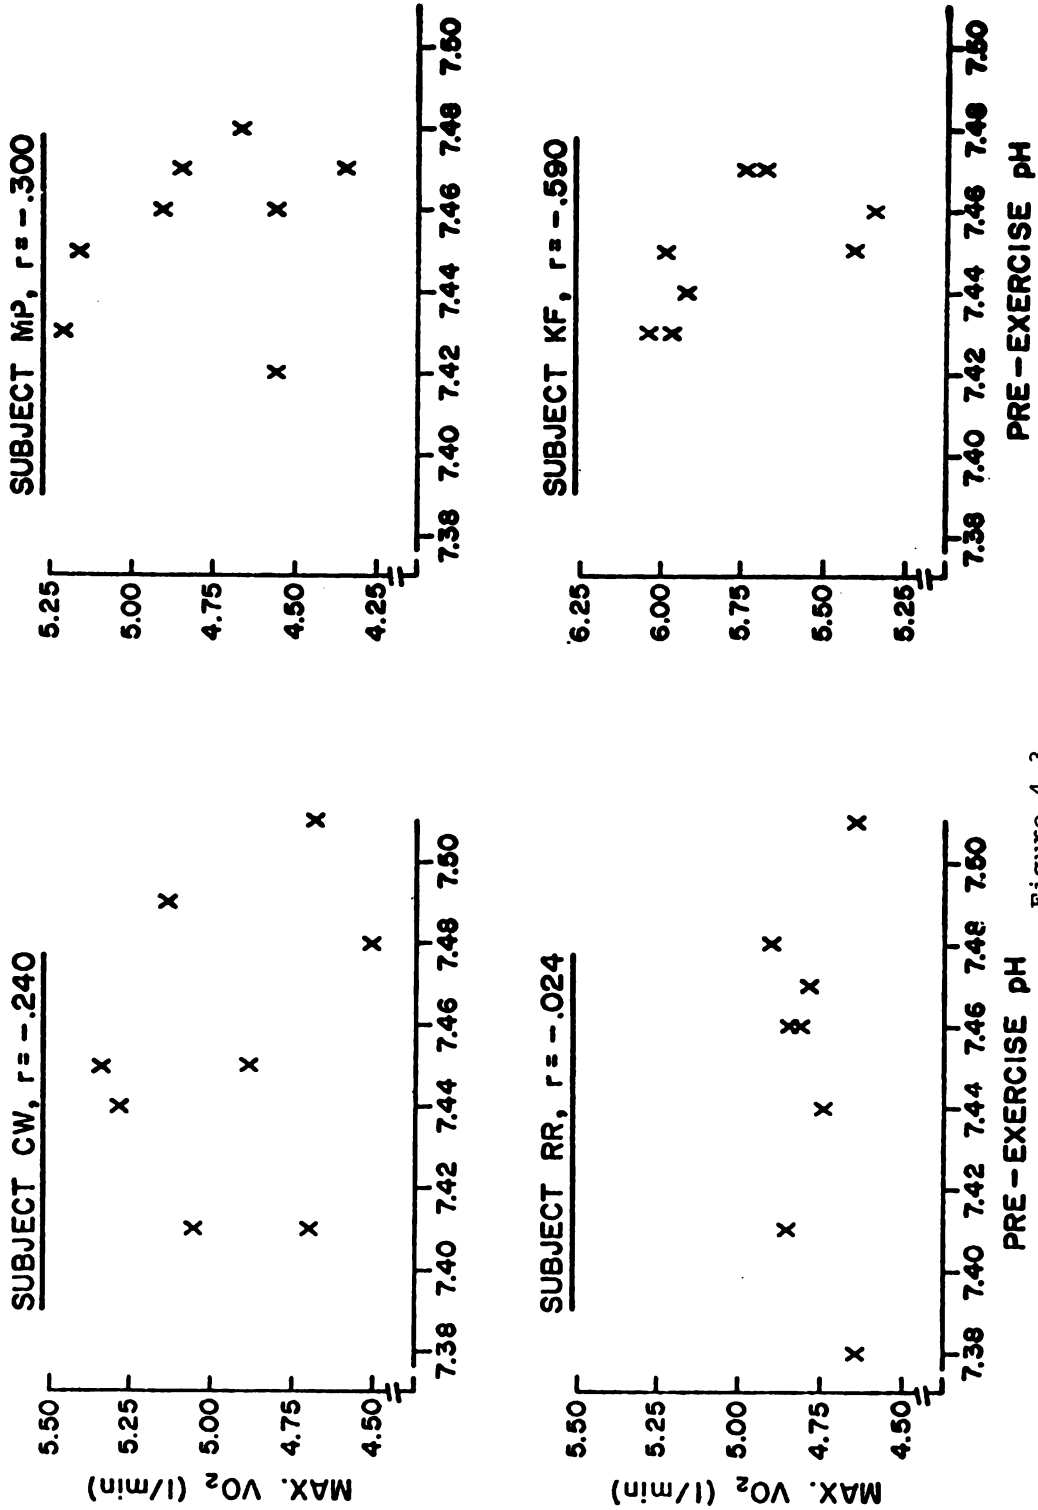 SUBJECT CW, r = -.240
5.50
5.25
5.00
4.75
4.50
MAX. VO₂ (l/min)
7.38 7.40 7.42 7.44 7.46 7.48 7.50
SUBJECT MP, r = -.300
5.25
5.00
4.75
4.50
4.25
7.38 7.40 7.42 7.44 7.46 7.48 7.50
SUBJECT RR, r = -.024
5.50
5.25
5.00
4.75
4.50
MAX. VO₂ (l/min)
7.38 7.40 7.42 7.44 7.46 7.48 7.50
PRE-EXERCISE pH
SUBJECT KF, r = -.590
6.25
6.00
5.75
5.50
5.25
7.38 7.40 7.42 7.44 7.46 7.48 7.50
PRE-EXERCISE pH
Figure 4.3